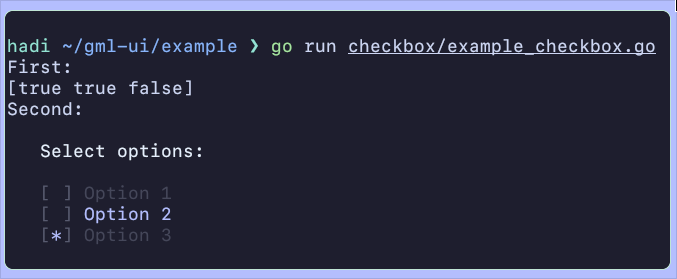 hadi ~/gml-ui/example ❯ go run checkbox/example_checkbox.go
First:
[true true false]
Second:
Select options:
[ ] Option 1
[ ] Option 2
[*] Option 3